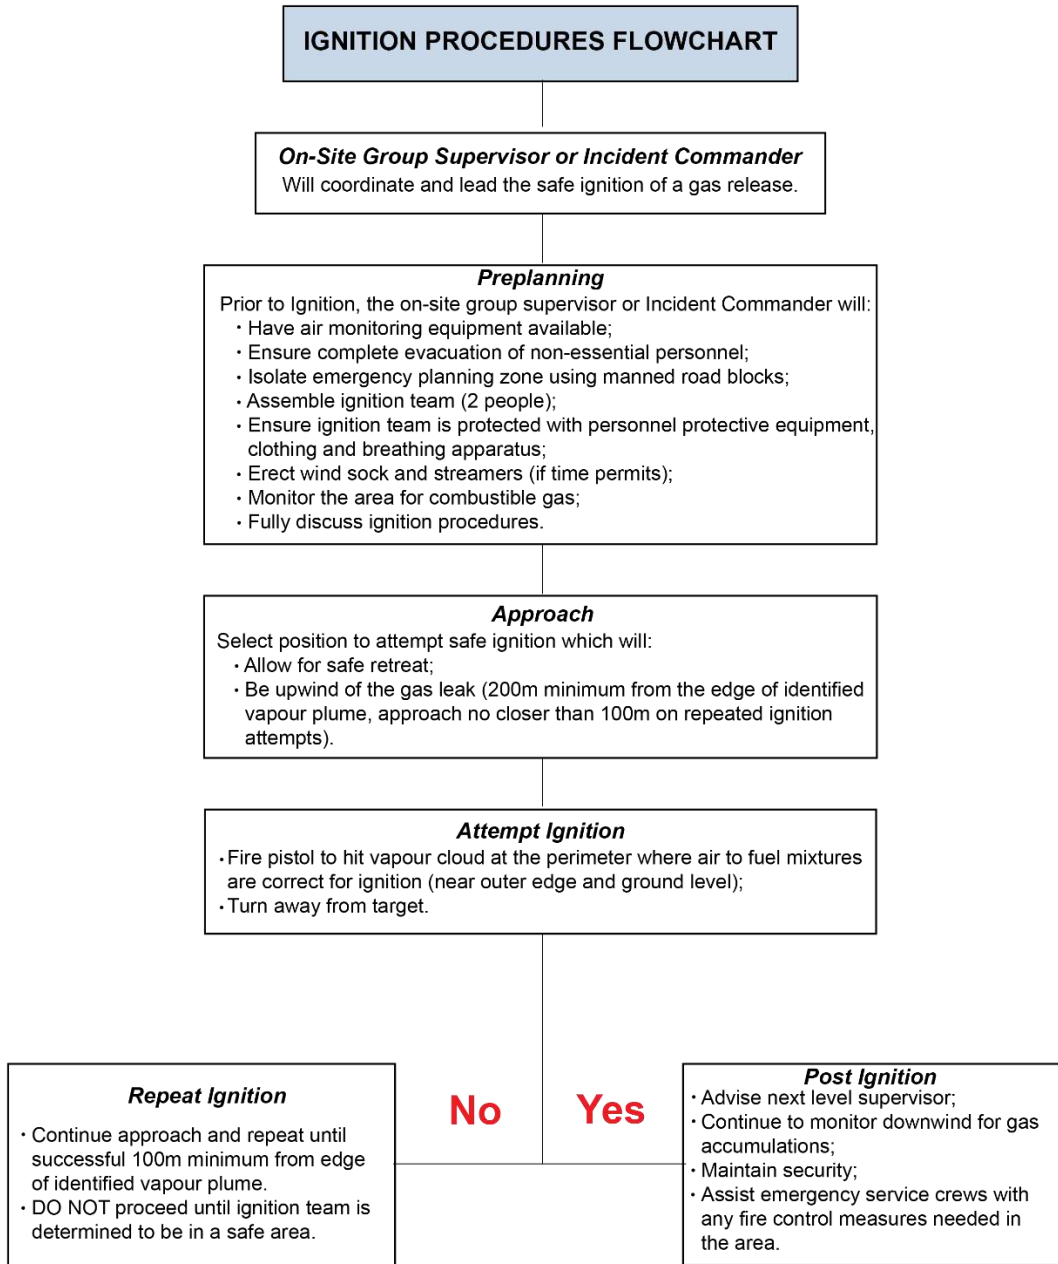 IGNITION PROCEDURES FLOWCHART
On-Site Group Supervisor or Incident Commander
Will coordinate and lead the safe ignition of a gas release.
Preplanning
Prior to Ignition, the on-site group supervisor or Incident Commander will:
· Have air monitoring equipment available;
· Ensure complete evacuation of non-essential personnel;
· Isolate emergency planning zone using manned road blocks;
· Assemble ignition team (2 people);
· Ensure ignition team is protected with personnel protective equipment,
clothing and breathing apparatus;
· Erect wind sock and streamers (if time permits);
· Monitor the area for combustible gas;
· Fully discuss ignition procedures.
Approach
Select position to attempt safe ignition which will:
· Allow for safe retreat;
· Be upwind of the gas leak (200m minimum from the edge of identified
vapour plume, approach no closer than 100m on repeated ignition
attempts).
Attempt Ignition
· Fire pistol to hit vapour cloud at the perimeter where air to fuel mixtures
are correct for ignition (near outer edge and ground level);
· Turn away from target.
No
Yes
Repeat Ignition
· Continue approach and repeat until
successful 100m minimum from edge
of identified vapour plume.
· DO NOT proceed until ignition team is
determined to be in a safe area.
Post Ignition
· Advise next level supervisor;
· Continue to monitor downwind for gas
accumulations;
· Maintain security;
· Assist emergency service crews with
any fire control measures needed in
the area.